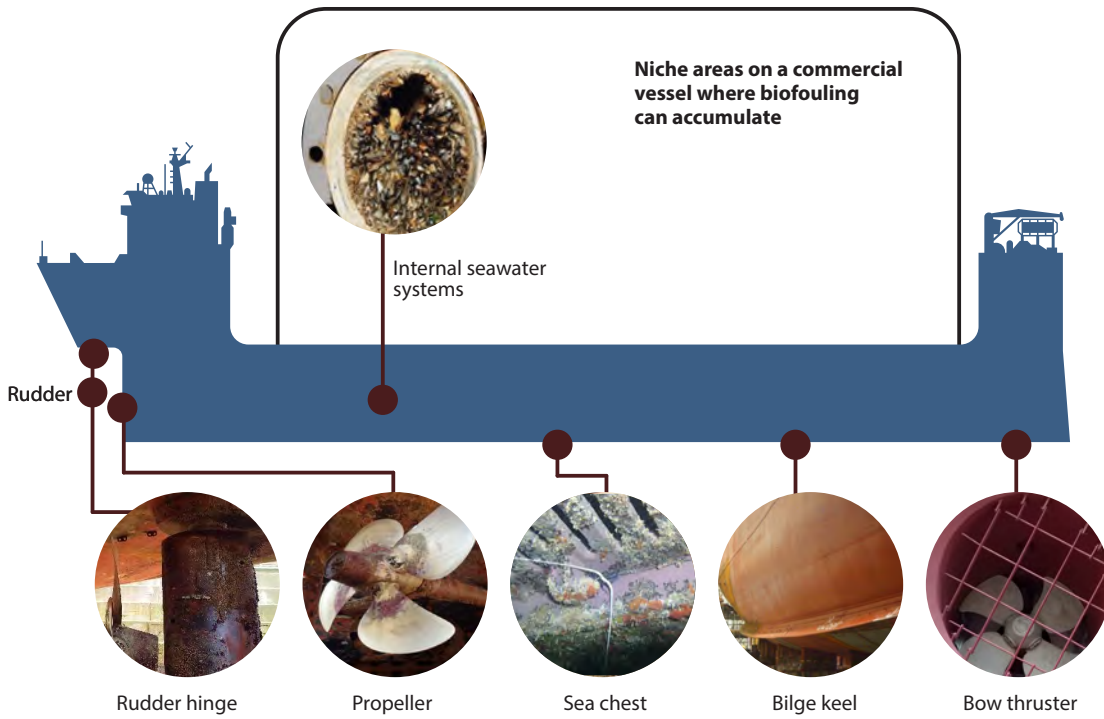 Niche areas on a commercial
vessel where biofouling
can accumulate
Internal seawater
systems
Rudder
Rudder hinge
Propeller
Sea chest
Bilge keel
Bow thruster